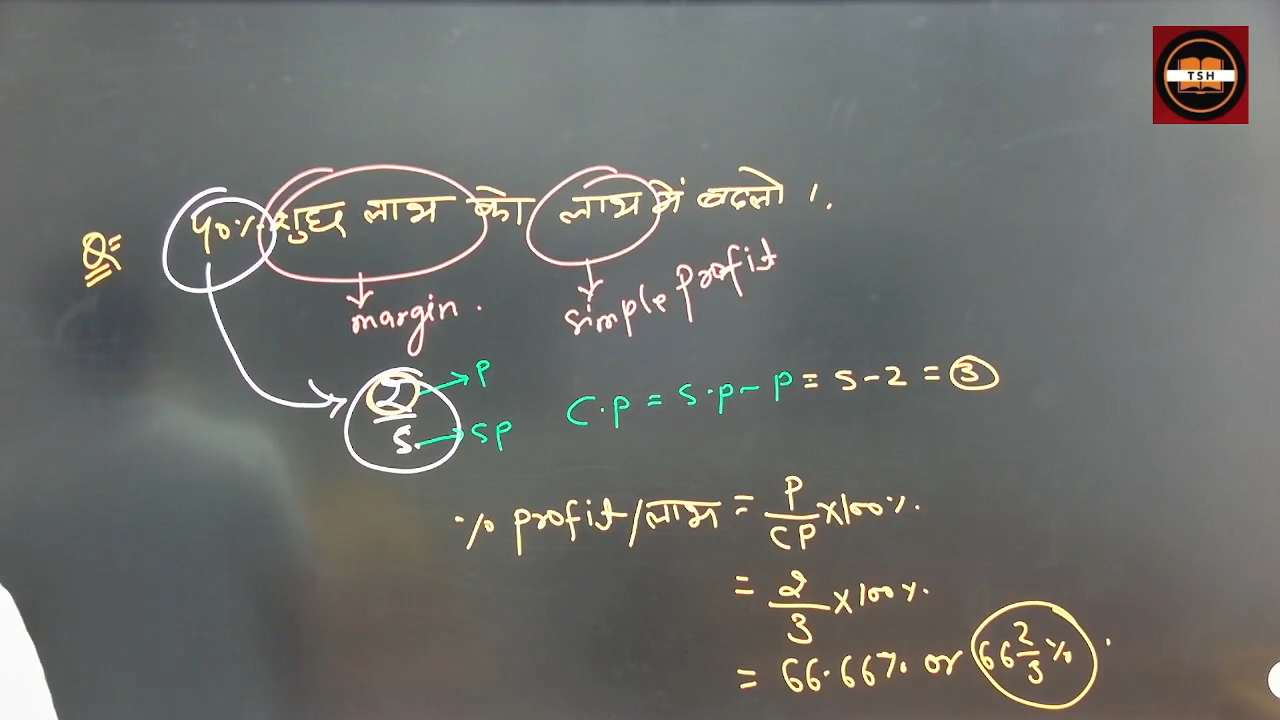 TSH
Q:- 40% शुद्ध लाभ को लाभ में बदलो ।.
margin. simple profit
2/5 → P
→ SP
C.P = S.P - P = 5 - 2 = 3
% profit/लाभ = P/CP × 100%.
= 2/3 × 100%.
= 66.667. or 66 2/3 %.